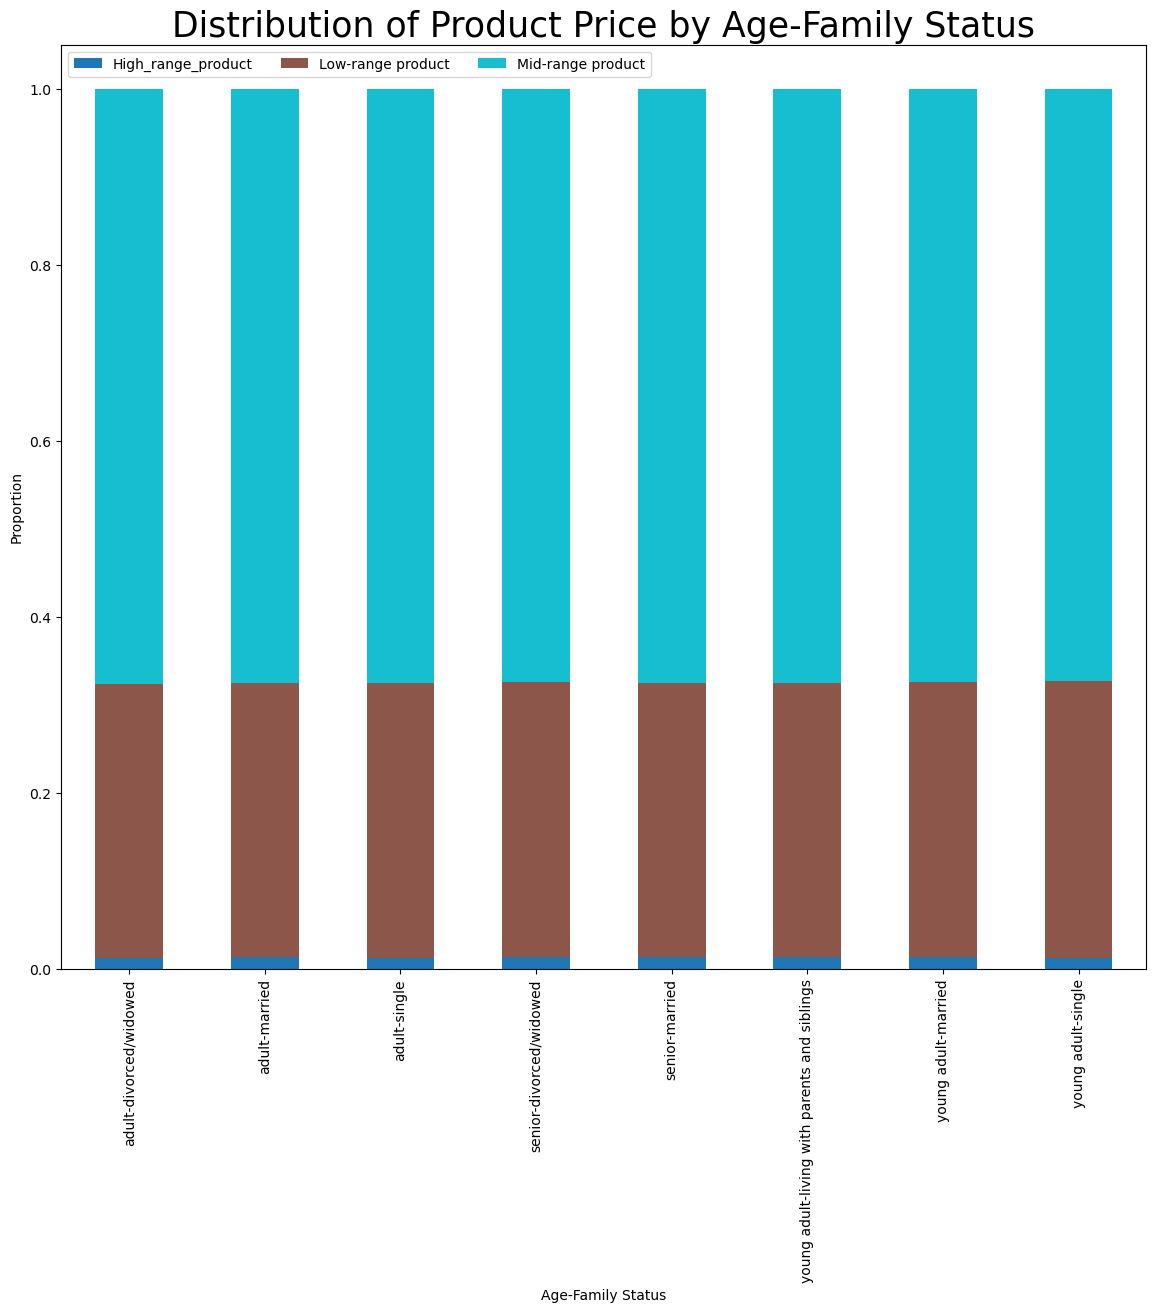 Distribution of Product Price by Age-Family Status
High_range_product Low-range product Mid-range product
1.0
0.8
0.6
0.4
0.2
0.0
Proportion
adult-divorced/widowed
adult-married
adult-single
senior-divorced/widowed
senior-married
young adult-living with parents and siblings
young adult-married
young adult-single
Age-Family Status